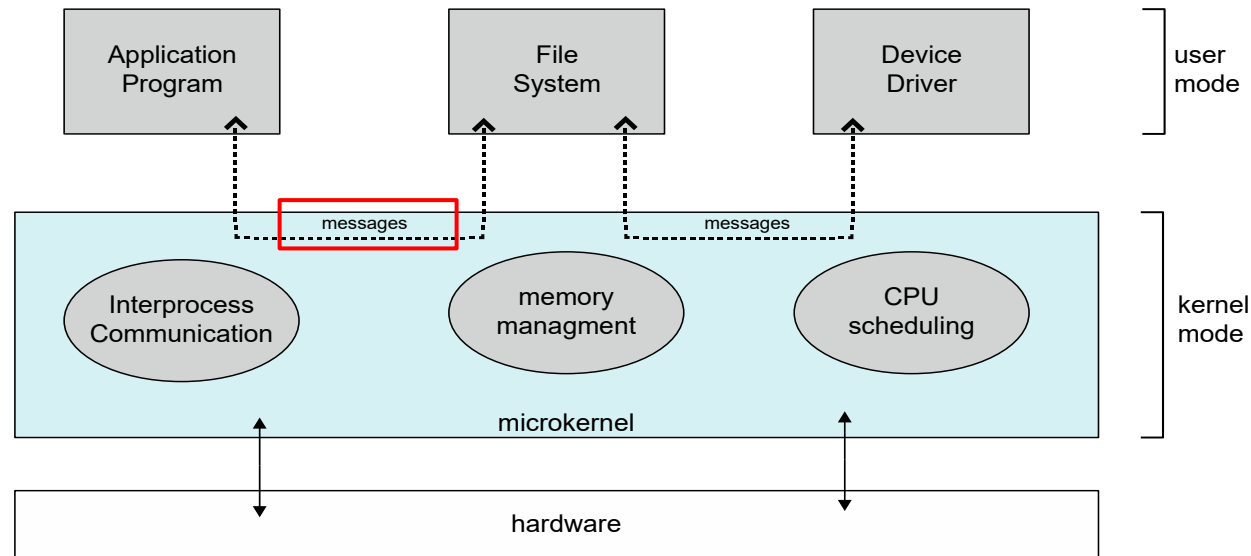 Application
Program
File
System
Device
Driver
user
mode
messages
messages
Interprocess
Communication
memory
managment
CPU
scheduling
kernel
mode
microkernel
hardware